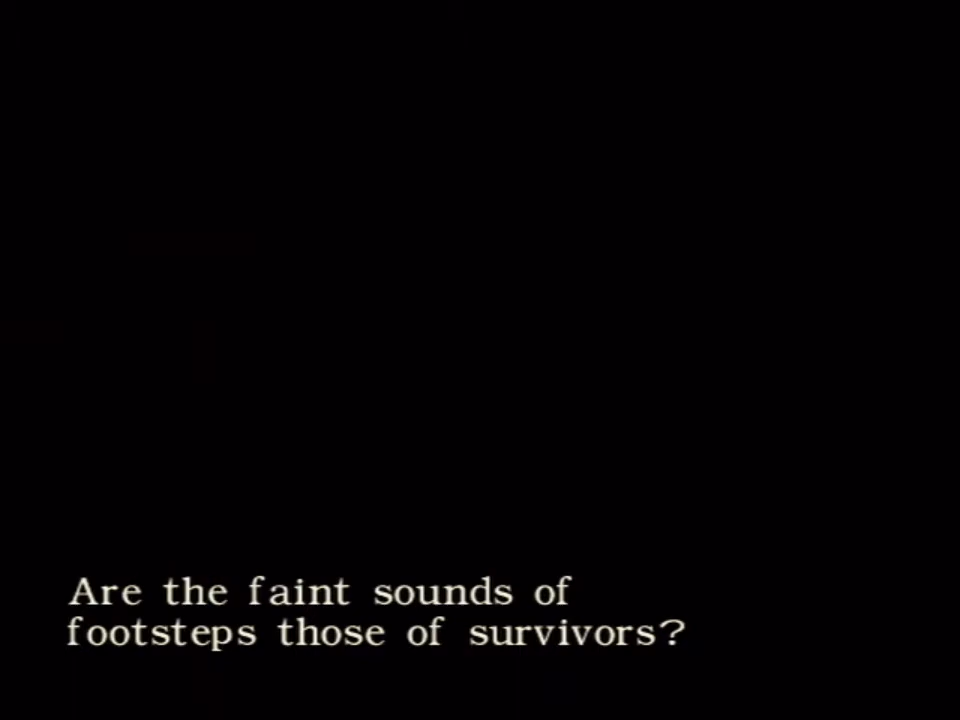 Are the faint sounds of
footsteps those of survivors?